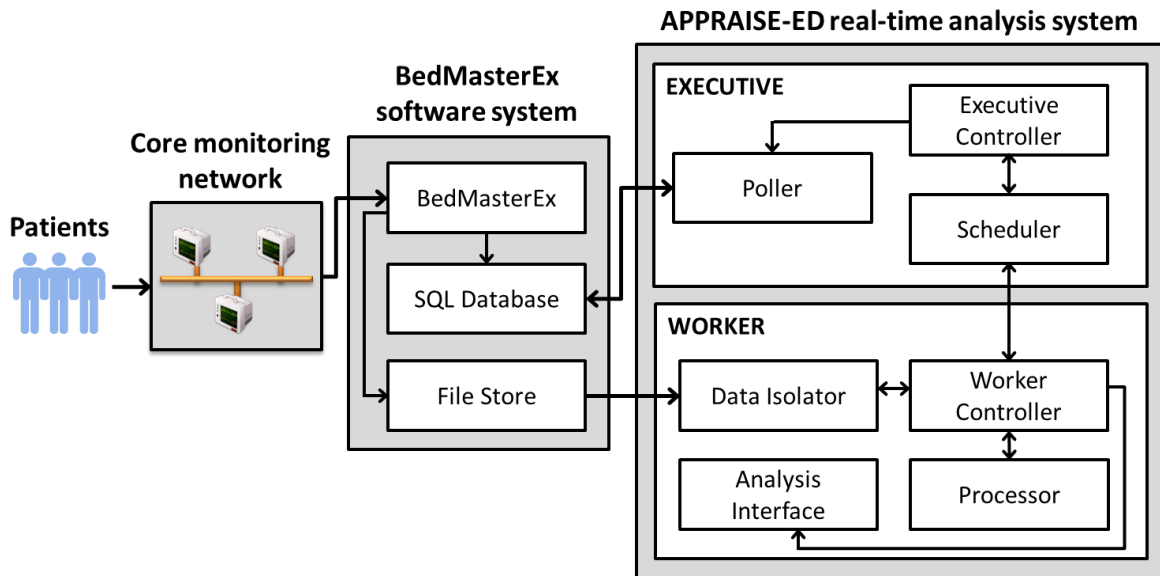 APPRAISE-ED real-time analysis system
BedMasterEx
software system
Core monitoring
network
Patients
BedMasterEx
SQL Database
File Store
EXECUTIVE
Executive
Controller
Poller
Scheduler
WORKER
Data Isolator
Worker
Controller
Analysis
Interface
Processor